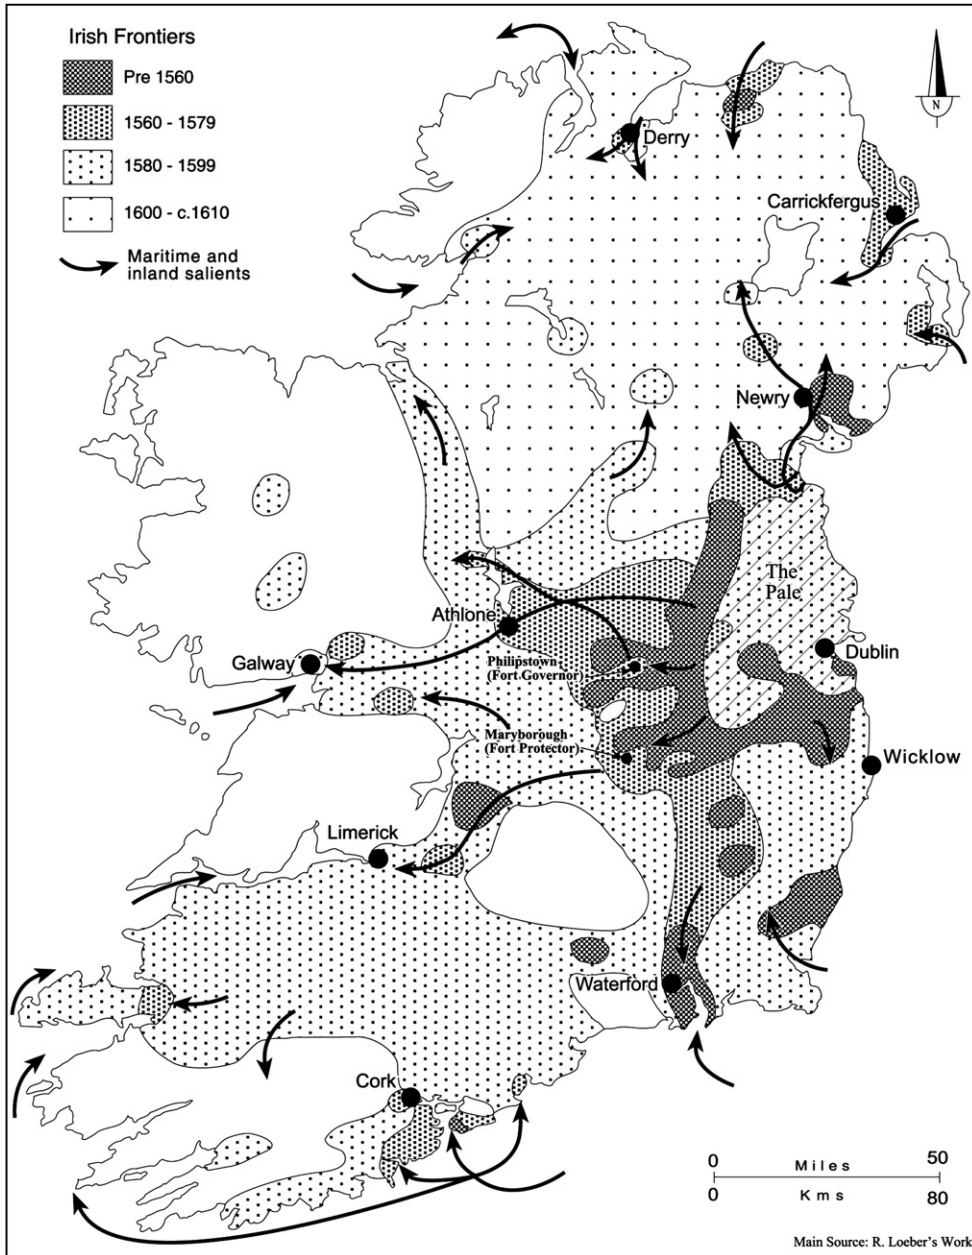 Irish Frontiers
Pre 1560
1560 - 1579
1580 - 1599
1600 - c.1610
Maritime and
inland salients
N
Derry
Carrickfergus
Newry
The
Pale
Athlone
Dublin
Galway
Philipstown
(Fort Governor)
Maryborough
(Fort Protector)
Wicklow
Limerick
Waterford
Cork
0 Miles 50
0 Kms 80
Main Source: R. Loeber's Work